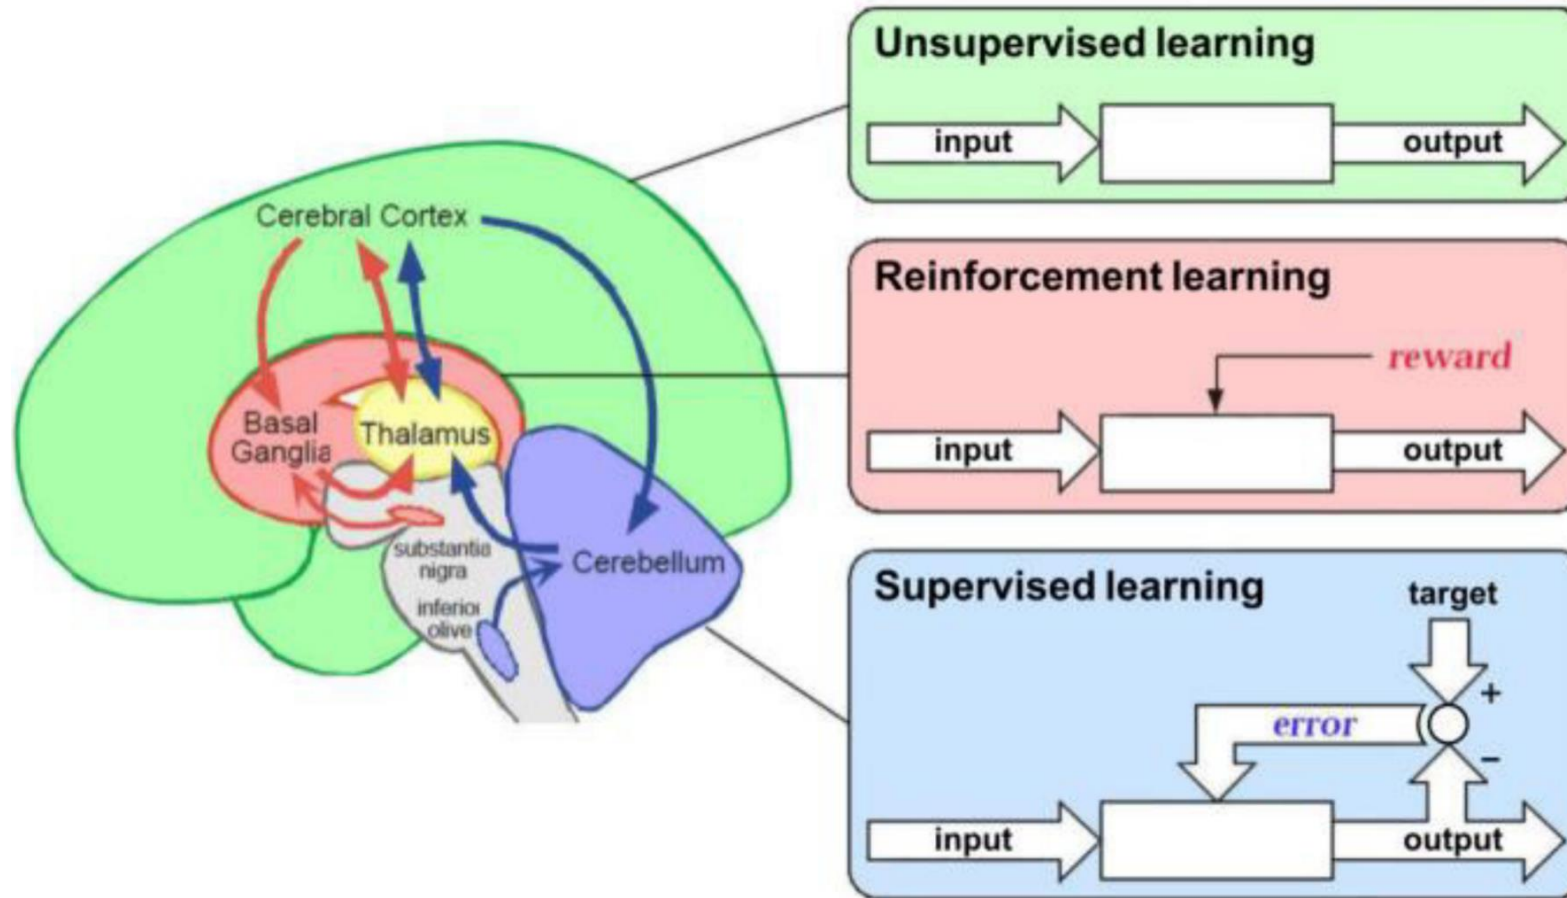 Cerebral Cortex
Basal
Ganglia
Thalamus
substantia
nigra
inferior
olive
Cerebellum
Unsupervised learning
input
output
Reinforcement learning
reward
input
output
Supervised learning
target
+
error
–
input
output